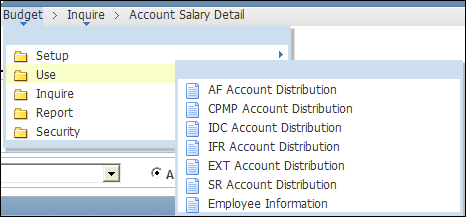 Budget > Inquire > Account Salary Detail
Setup
Use
Inquire
Report
Security
AF Account Distribution
CPMP Account Distribution
IDC Account Distribution
IFR Account Distribution
EXT Account Distribution
SR Account Distribution
Employee Information